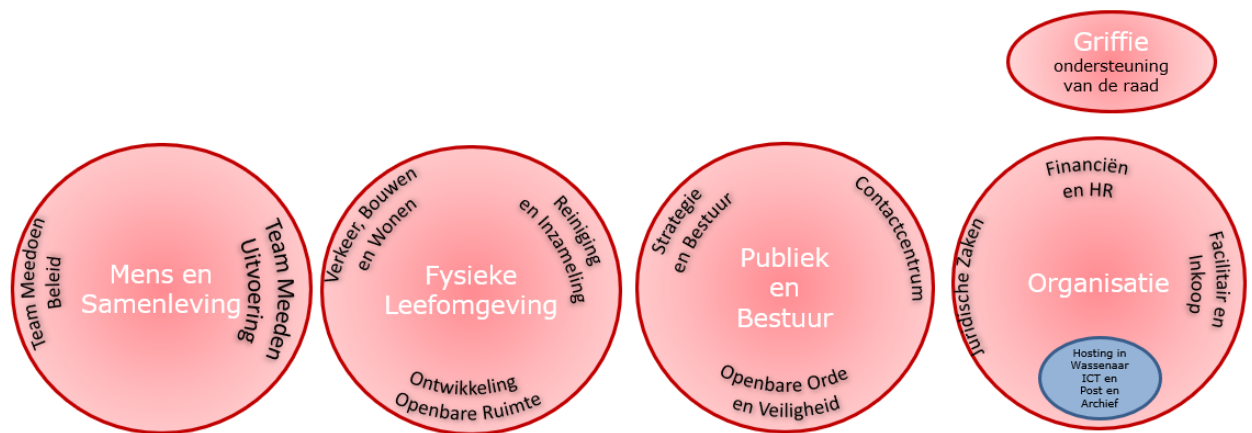 Griffie
ondersteuning
van de raad
Team Meedoen
Beleid
Mens en
Samenleving
Team Meeden
Uitvoering
Verkeer, Bouwen
en Wonen
Reiniging
en Inzameling
Fysieke
Leefomgeving
Ontwikkeling
Openbare Ruimte
Strategie
en Bestuur
Contactcentrum
Publiek
en
Bestuur
Openbare Orde
en Veiligheid
Financiën
en HR
Juridische Zaken
Facilitair en
Inkoop
Organisatie
Hosting in
Wassenaar
ICT en
Post en
Archief